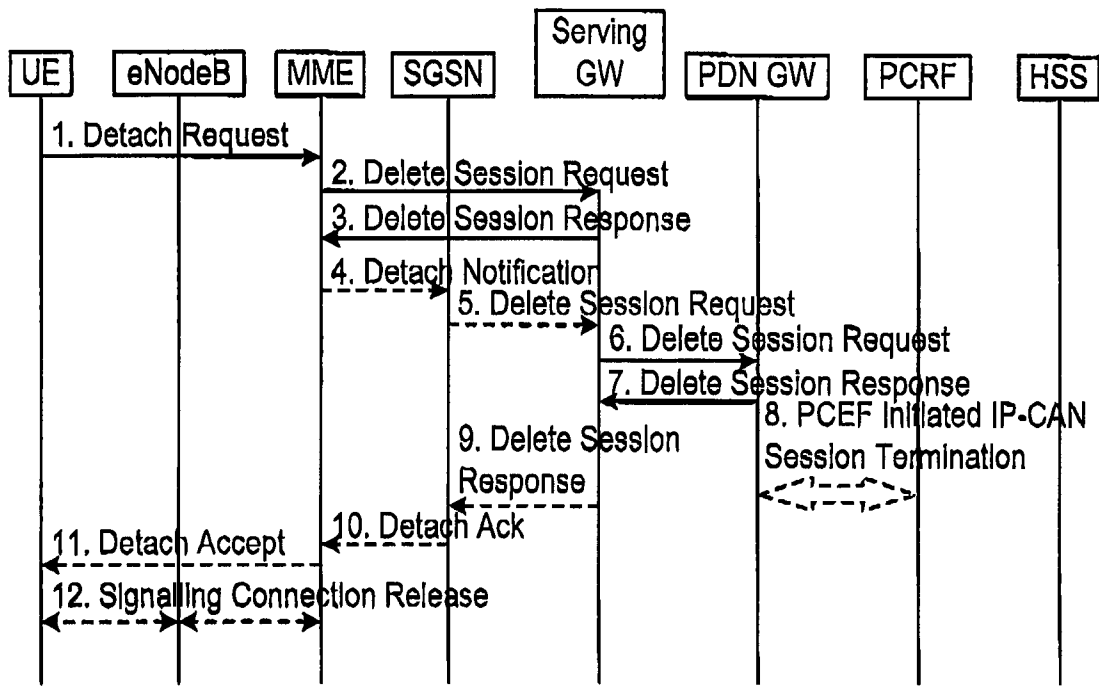 UE
eNodeB
MME
SGSN
Serving
GW
PDN GW
PCRF
HSS
1. Detach Request
2. Delete Session Request
3. Delete Session Response
4. Detach Notification
5. Delete Session Request
6. Delete Session Request
7. Delete Session Response
8. PCEF Initiated IP-CAN
Session Termination
9. Delete Session
Response
10. Detach Ack
11. Detach Accept
12. Signalling Connection Release